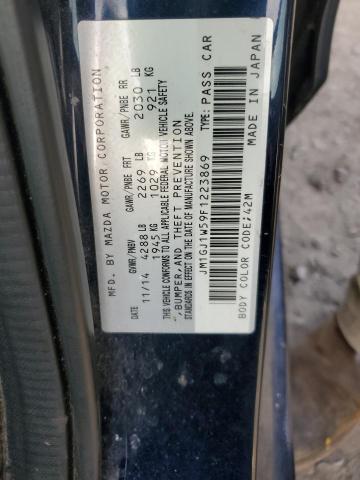 MFD. BY MAZDA MOTOR CORPORATION
GVWR/PNBV GAWR/PNBE FRT GAWR/PNBE RR
11/14 4288 LB 2269 LB 2030 LB
1945 KG 1029 KG 921 KG
THIS VEHICLE CONFORMS TO ALL APPLICABLE FEDERAL MOTOR VEHICLE SAFETY
,BUMPER,AND THEFT PREVENTION STANDARDS IN EFFECT ON THE DATE OF MANUFACTURE SHOWN ABOVE.
JM1GJ1W59F1223869 TYPE: PASS CAR
BODY COLOR CODE;42M MADE IN JAPAN